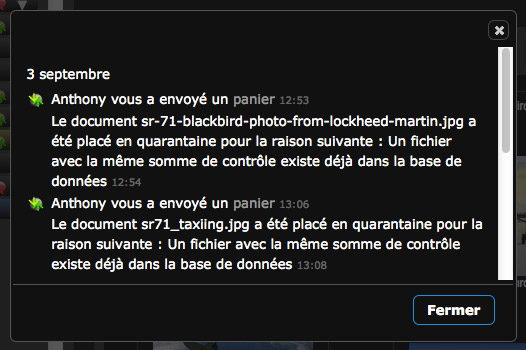 3 septembre
Anthony vous a envoyé un panier 12:53
Le document sr-71-blackbird-photo-from-lockheed-martin.jpg a
été placé en quarantaine pour la raison suivante : Un fichier
avec la même somme de contrôle existe déjà dans la base de
données 12:54
Anthony vous a envoyé un panier 13:06
Le document sr71_taxiing.jpg a été placé en quarantaine pour la
raison suivante : Un fichier avec la même somme de contrôle
existe déjà dans la base de données 13:08
Fermer